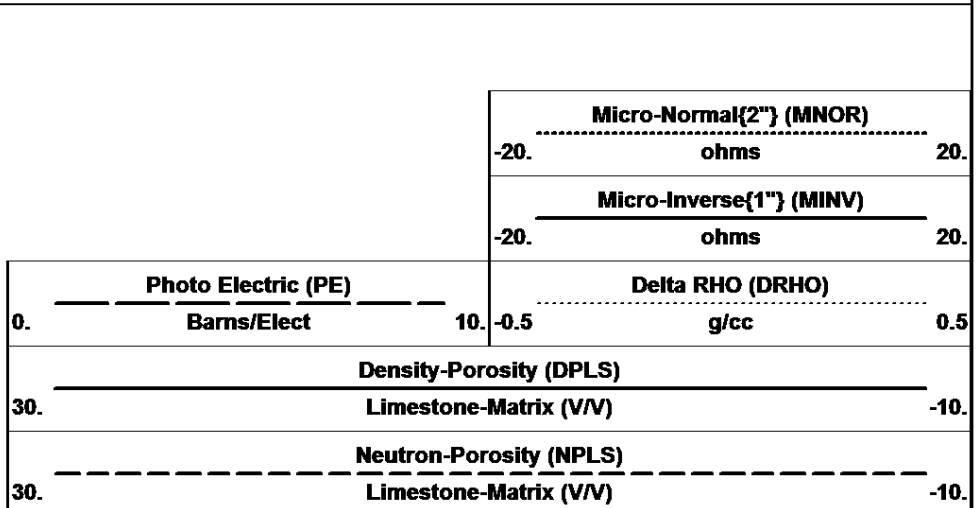 Micro-Normal{2"} (MNOR)
-20. ohms 20.
Micro-Inverse{1"} (MINV)
-20. ohms 20.
Photo Electric (PE) Delta RHO (DRHO)
0. Barns/Elect 10. -0.5 g/cc 0.5
Density-Porosity (DPLS)
30. Limestone-Matrix (V/V) -10.
Neutron-Porosity (NPLS)
30. Limestone-Matrix (V/V) -10.